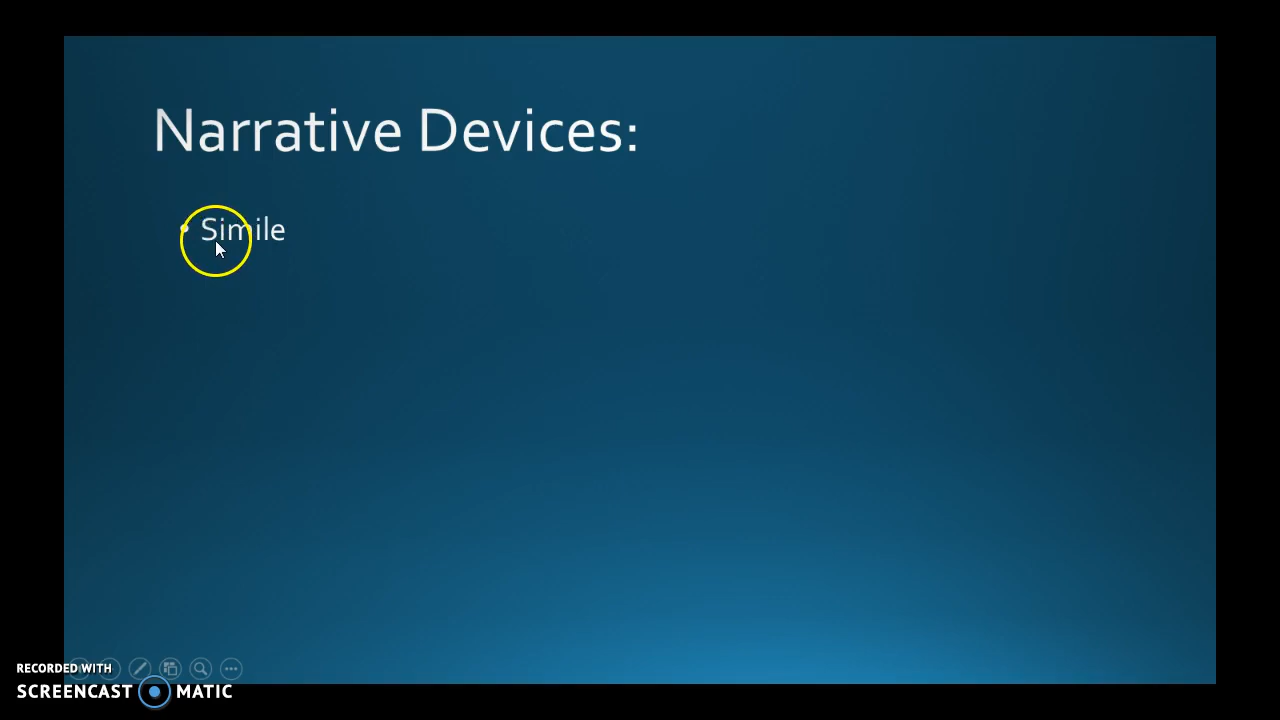 Narrative Devices:
• Simile
RECORDED WITH
SCREENCAST MATIC